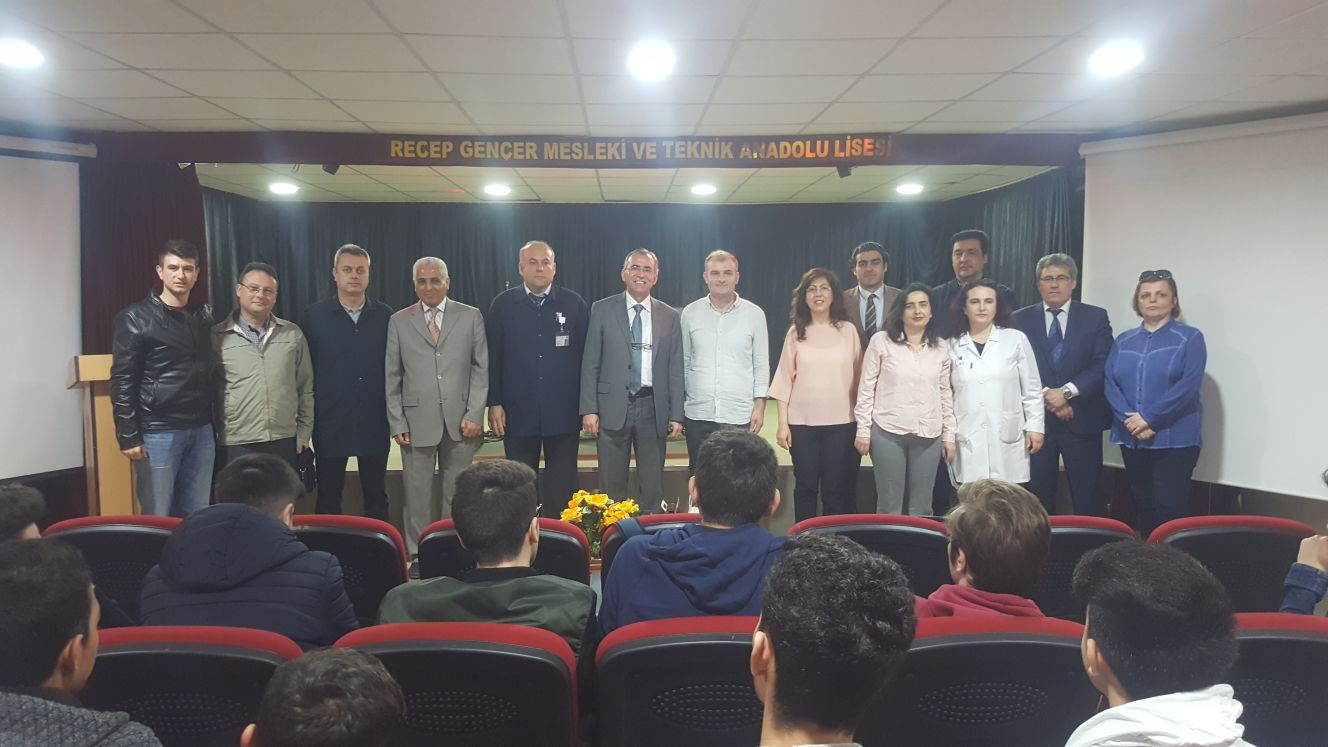 RECEP GENÇER MESLEKİ VE TEKNİK ANADOLU LİSESİ